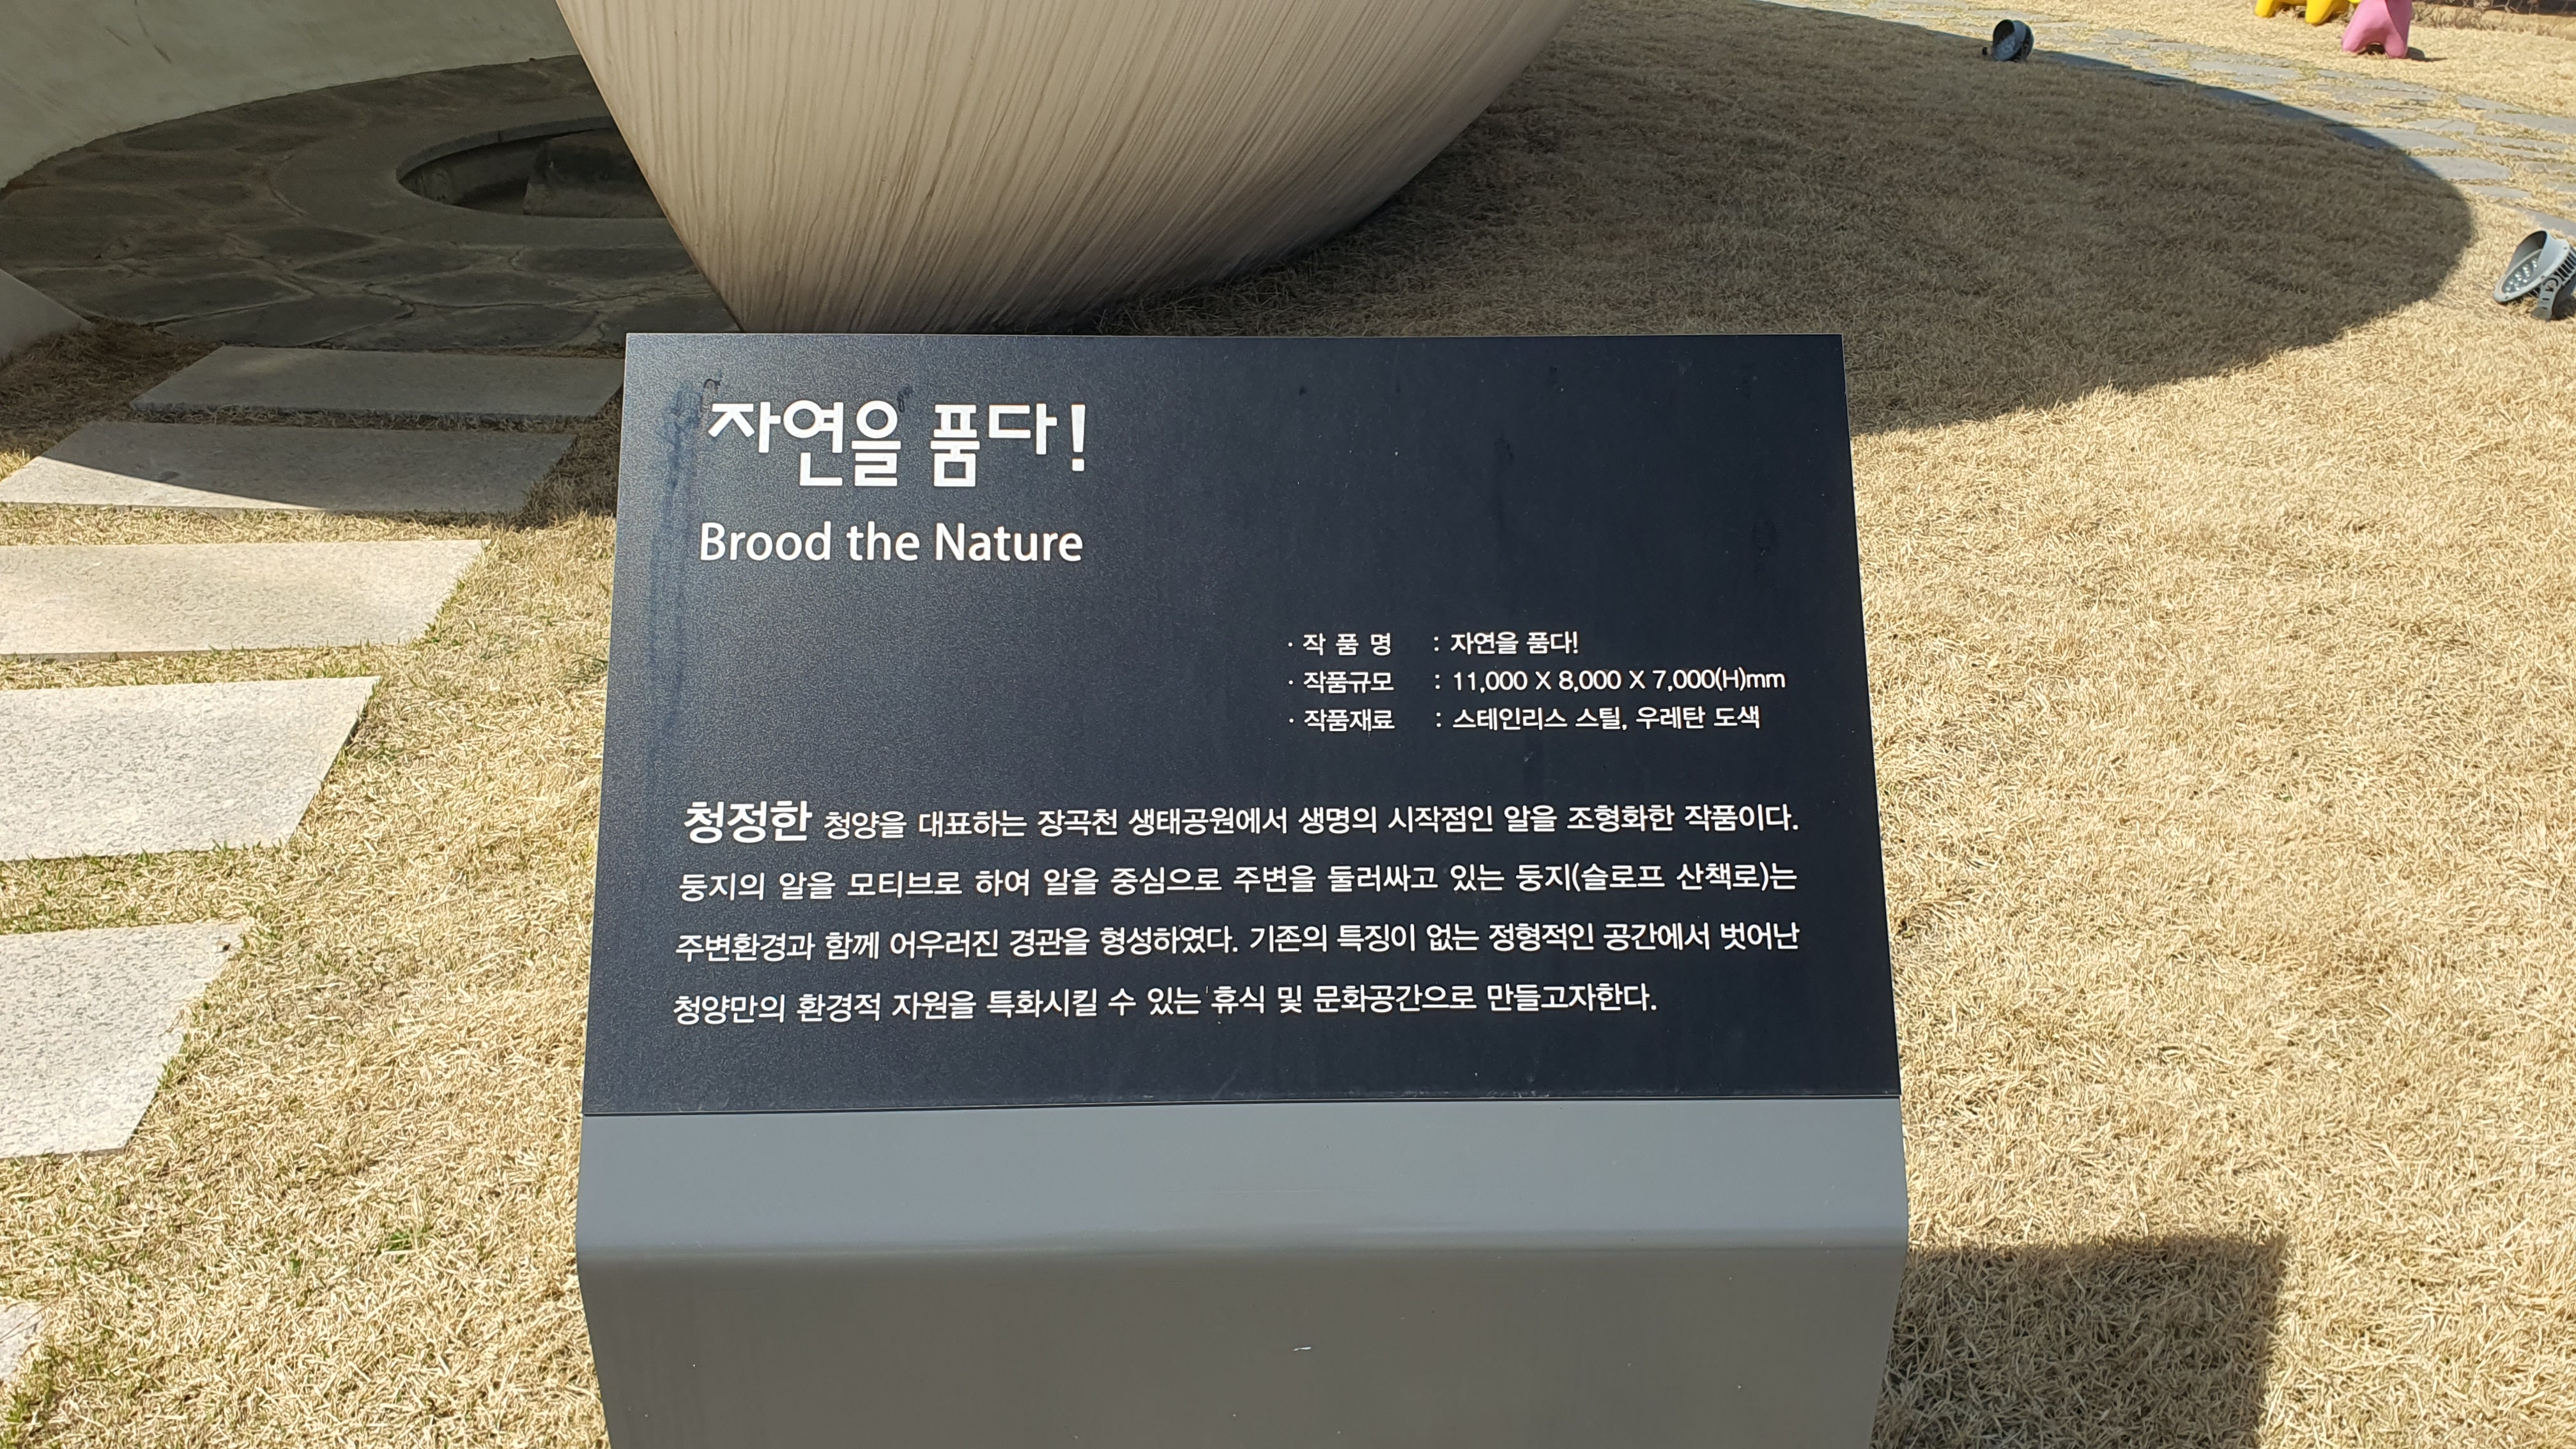 자연을 품다!
Brood the Nature
· 작 품 명 : 자연을 품다!
· 작품규모 : 11,000 X 8,000 X 7,000(H)mm
· 작품재료 : 스테인리스 스틸, 우레탄 도색
청정한 청양을 대표하는 장곡천 생태공원에서 생명의 시작점인 알을 조형화한 작품이다.
둥지의 알을 모티브로 하여 알을 중심으로 주변을 둘러싸고 있는 둥지(슬로프 산책로)는
주변환경과 함께 어우러진 경관을 형성하였다. 기존의 특징이 없는 정형적인 공간에서 벗어난
청양만의 환경적 자원을 특화시킬 수 있는 휴식 및 문화공간으로 만들고자한다.